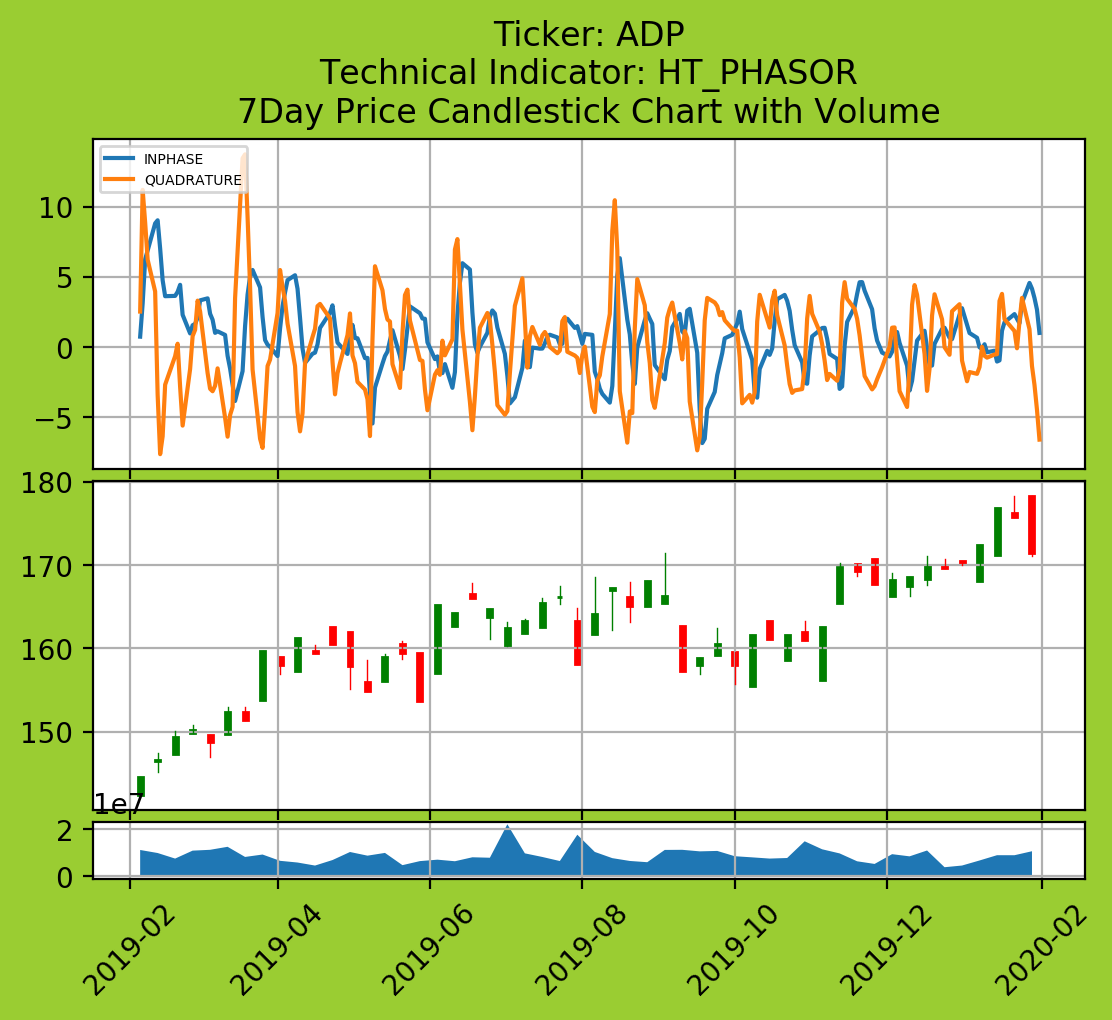 Ticker: ADP
Technical Indicator: HT_PHASOR
7Day Price Candlestick Chart with Volume
INPHASE
QUADRATURE
10
5
0
−5
180
170
160
150
1e7
2
0
2019-02 2019-04 2019-06 2019-08 2019-10 2019-12 2020-02